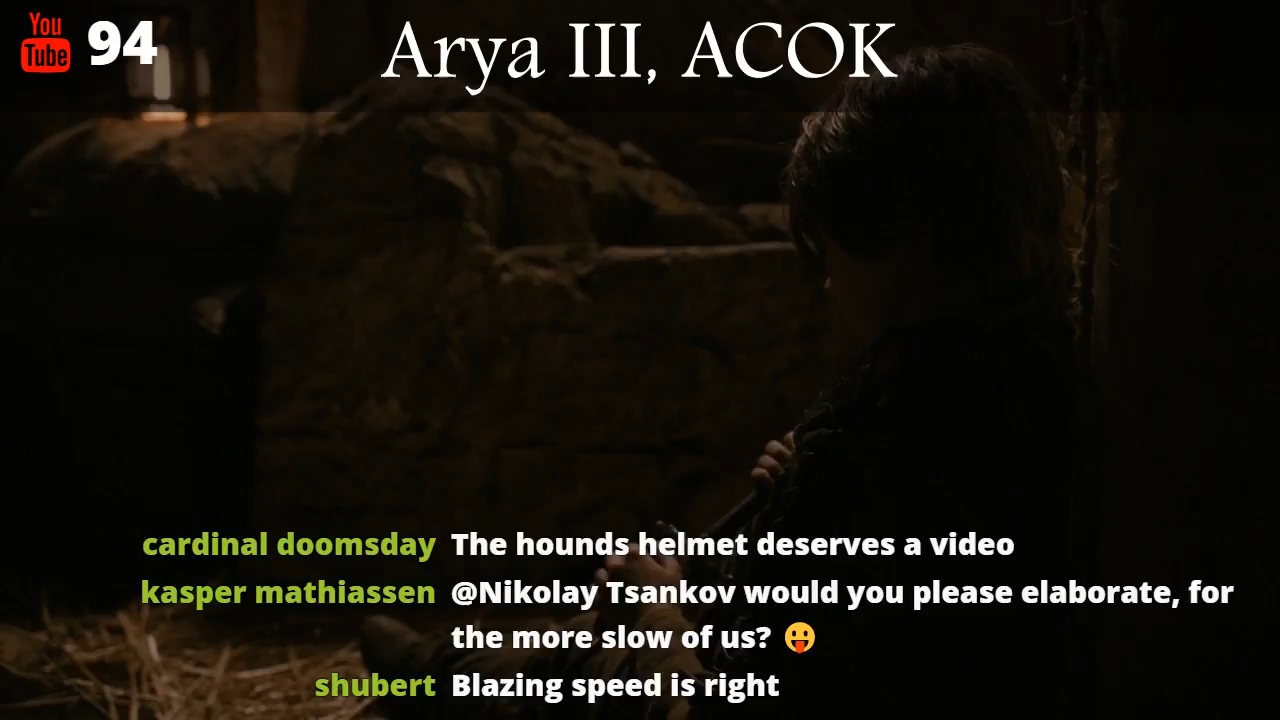 You
Tube 94
Arya III, ACOK
cardinal doomsday The hounds helmet deserves a video
kasper mathiassen @Nikolay Tsankov would you please elaborate, for
the more slow of us? 😛
shubert Blazing speed is right